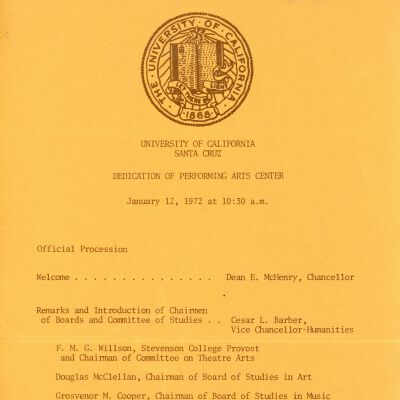 THE · UNIVERSITY · OF · CALIFORNIA
LET THERE BE LIGHT
· 1868 ·
UNIVERSITY OF CALIFORNIA
SANTA CRUZ
DEDICATION OF PERFORMING ARTS CENTER
January 12, 1972 at 10:30 a.m.
Official Procession
Welcome . . . . . . . . . . . . . . . Dean E. McHenry, Chancellor
Remarks and Introduction of Chairmen
of Boards and Committee of Studies . . Cesar L. Barber,
Vice Chancellor-Humanities
F. M. G. Willson, Stevenson College Provost
and Chairman of Committee on Theatre Arts
Douglas McClellan, Chairman of Board of Studies in Art
Grosvenor M. Cooper, Chairman of Board of Studies in Music